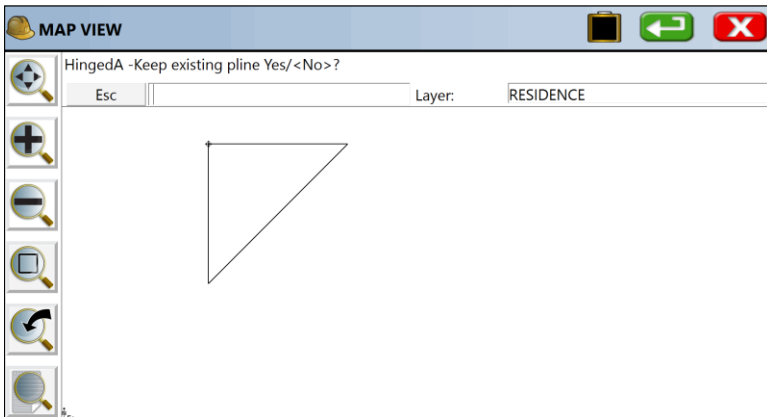 MAP VIEW
HingedA -Keep existing pline Yes/<No>?
Esc Layer: RESIDENCE